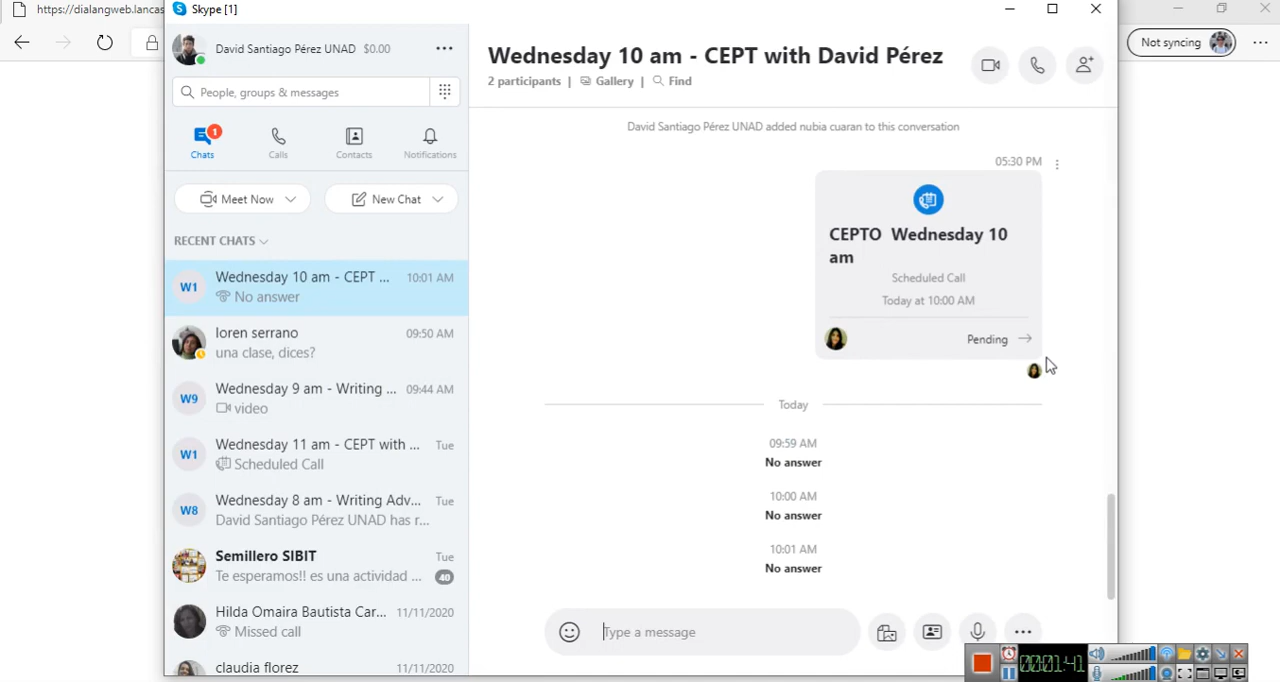 https://dialangweb.lancas
Skype [1]
Not syncing
David Santiago Pérez UNAD $0.00
People, groups & messages
1
Chats
Calls
Contacts
Notifications
Meet Now
New Chat
RECENT CHATS
W1
Wednesday 10 am - CEPT ...
10:01 AM
No answer
loren serrano
09:50 AM
una clase, dices?
W9
Wednesday 9 am - Writing ...
09:44 AM
video
W1
Wednesday 11 am - CEPT with ...
Tue
Scheduled Call
W8
Wednesday 8 am - Writing Adv...
Tue
David Santiago Pérez UNAD has r...
Semillero SIBIT
Tue
Te esperamos!! es una actividad ...
40
Hilda Omaira Bautista Car...
11/11/2020
Missed call
claudia florez
11/11/2020
Wednesday 10 am - CEPT with David Pérez
2 participants | Gallery | Find
David Santiago Pérez UNAD added nubia cuaran to this conversation
05:30 PM
CEPTO Wednesday 10
am
Scheduled Call
Today at 10:00 AM
Pending
Today
09:59 AM
No answer
10:00 AM
No answer
10:01 AM
No answer
Type a message
000:01:41